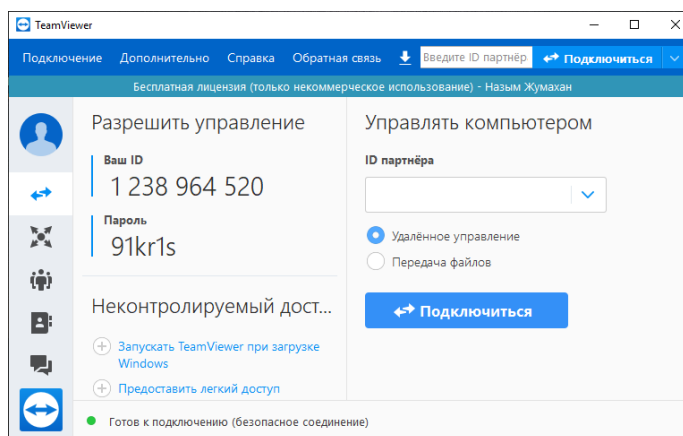 TeamViewer
Подключение Дополнительно Справка Обратная связь Введите ID партнёр Подключиться
Бесплатная лицензия (только некоммерческое использование) - Назым Жумахан
Разрешить управление
Ваш ID
1 238 964 520
Пароль
91kr1s
Неконтролируемый дост...
Запускать TeamViewer при загрузке
Windows
Предоставить легкий доступ
Управлять компьютером
ID партнёра
Удалённое управление
Передача файлов
Подключиться
Готов к подключению (безопасное соединение)